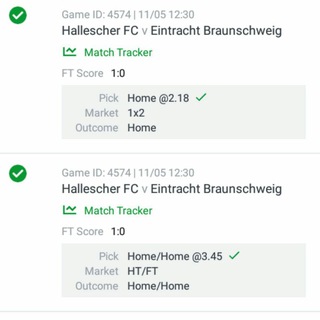 Game ID: 4574 | 11/05 12:30
Hallescher FC v Eintracht Braunschweig
Match Tracker
FT Score 1:0
Pick Home @2.18
Market 1x2
Outcome Home
Game ID: 4574 | 11/05 12:30
Hallescher FC v Eintracht Braunschweig
Match Tracker
FT Score 1:0
Pick Home/Home @3.45
Market HT/FT
Outcome Home/Home